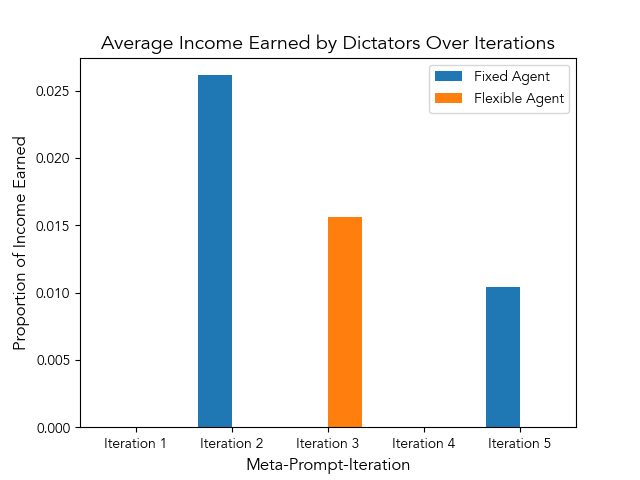 Average Income Earned by Dictators Over Iterations
Fixed Agent
Flexible Agent
Proportion of Income Earned
0.025
0.020
0.015
0.010
0.005
0.000
Iteration 1 Iteration 2 Iteration 3 Iteration 4 Iteration 5
Meta-Prompt-Iteration